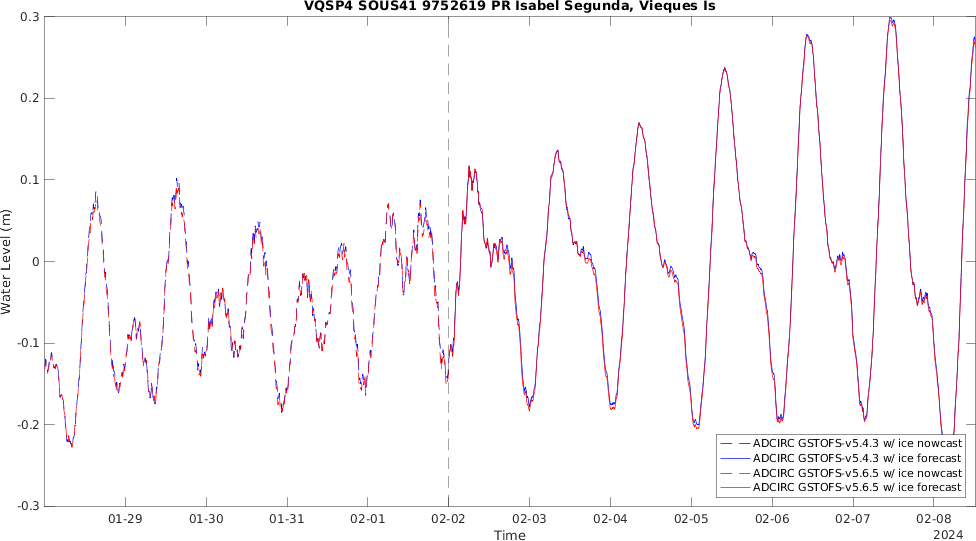 VQSP4 SOUS41 9752619 PR Isabel Segunda, Vieques Is
0.3
0.2
0.1
0
-0.1
-0.2
-0.3
Water Level (m)
ADCIRC GSTOFS-v5.4.3 w/ ice nowcast
ADCIRC GSTOFS-v5.4.3 w/ ice forecast
ADCIRC GSTOFS-v5.6.5 w/ ice nowcast
ADCIRC GSTOFS-v5.6.5 w/ ice forecast
01-29 01-30 01-31 02-01 02-02 02-03 02-04 02-05 02-06 02-07 02-08
Time
2024